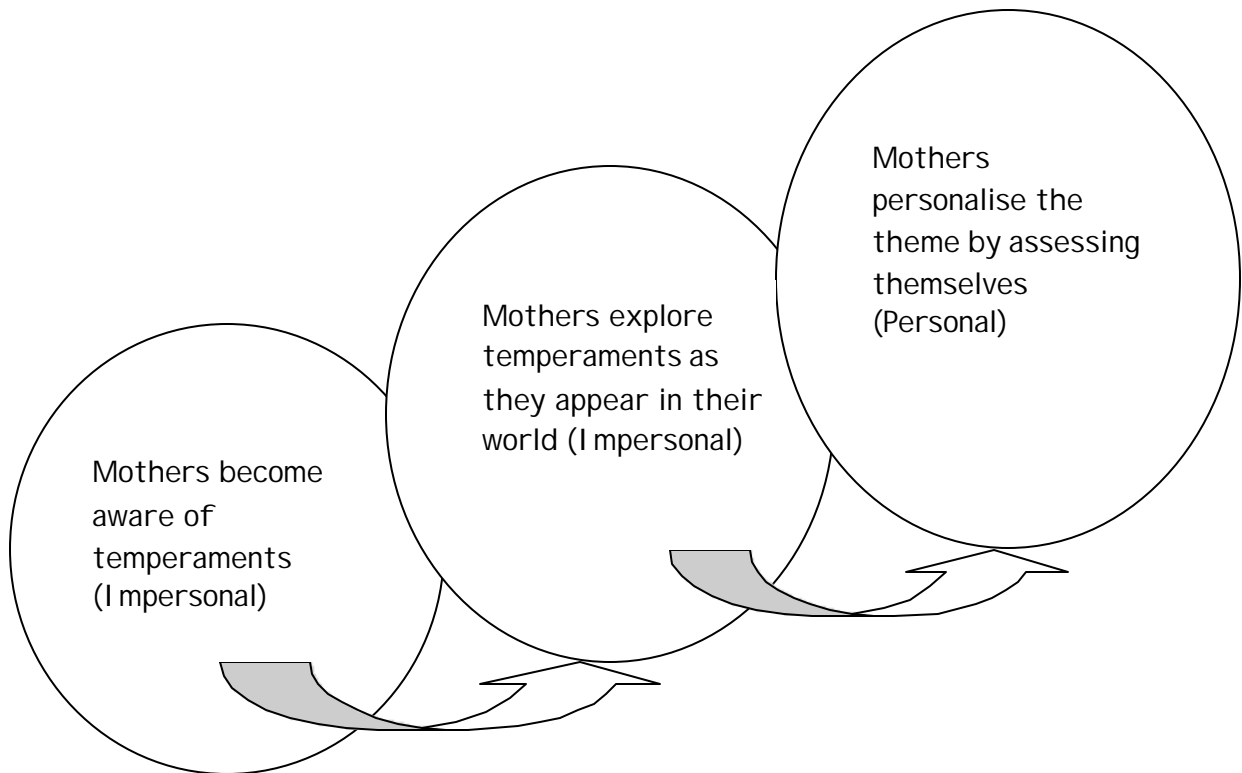 Mothers become
aware of
temperaments
(Impersonal)
Mothers explore
temperaments as
they appear in their
world (Impersonal)
Mothers
personalise the
theme by assessing
themselves
(Personal)